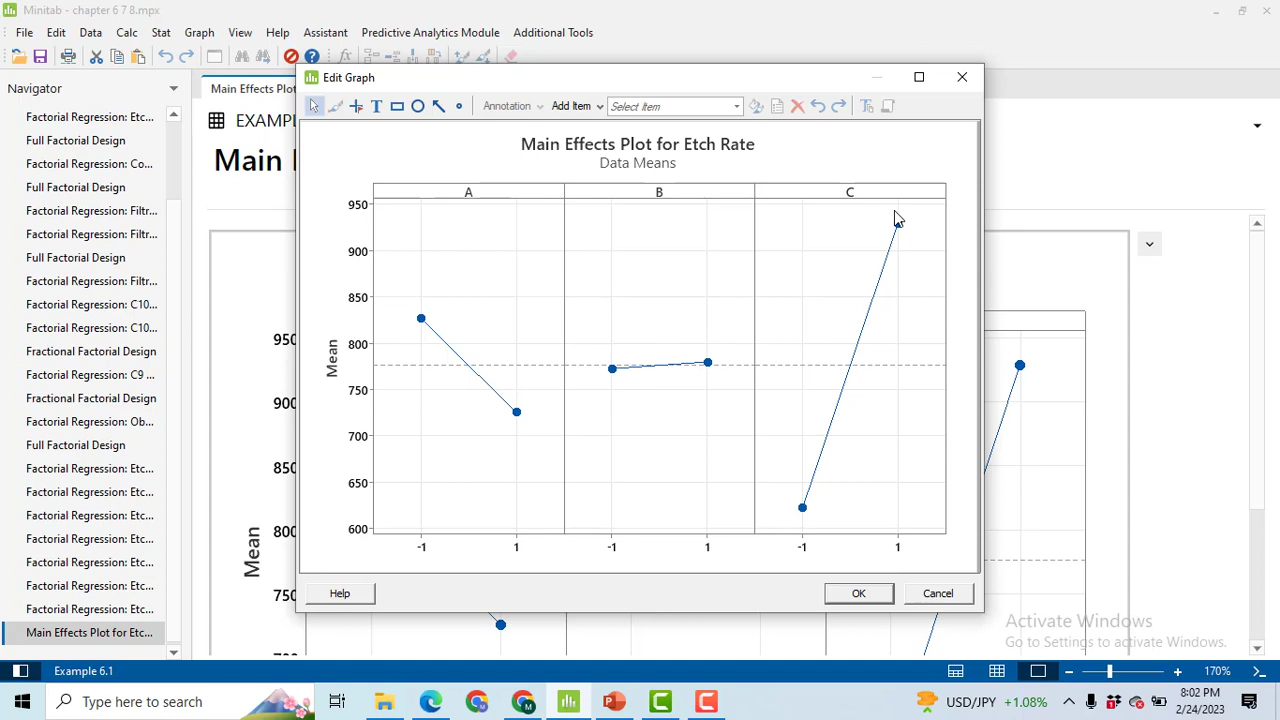 Minitab - chapter 6 7 8.mpx
File Edit Data Calc Stat Graph View Help Assistant Predictive Analytics Module Additional Tools
Navigator
Factorial Regression: Etc...
Full Factorial Design
Factorial Regression: Co...
Full Factorial Design
Factorial Regression: Filtr...
Factorial Regression: Filtr...
Full Factorial Design
Factorial Regression: Filtr...
Factorial Regression: C10...
Factorial Regression: C10...
Fractional Factorial Design
Factorial Regression: C9 ...
Fractional Factorial Design
Factorial Regression: Ob...
Full Factorial Design
Factorial Regression: Etc...
Factorial Regression: Etc...
Factorial Regression: Etc...
Factorial Regression: Etc...
Factorial Regression: Etc...
Factorial Regression: Etc...
Factorial Regression: Etc...
Main Effects Plot for Etc...
Main Effects Plot
EXAMPL
Main
950
900
850
800
750
700
Mean
Edit Graph
Annotation Add Item Select Item
Main Effects Plot for Etch Rate
Data Means
A B C
950
900
850
800
750
700
650
600
Mean
-1 1 -1 1 -1 1
Help OK Cancel
Activate Windows
Go to Settings to activate Windows.
Example 6.1
170%
Type here to search
USD/JPY +1.08%
8:02 PM
2/24/2023